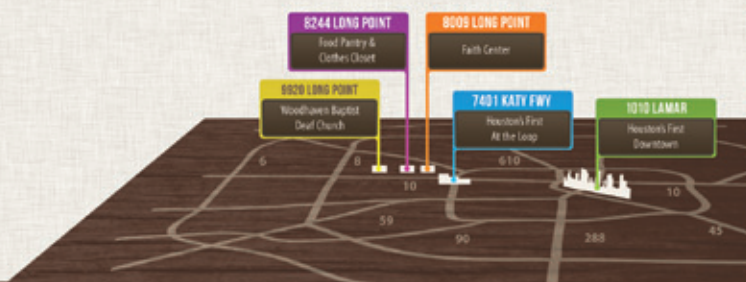 8244 LONG POINT
Food Pantry &
Clothes Closet
8009 LONG POINT
Faith Center
9920 LONG POINT
Woodhaven Baptist
Deaf Church
7401 KATY FWY
Houston's First
At the Loop
1010 LAMAR
Houston's First
Downtown
6
8
610
10
10
59
90
288
45